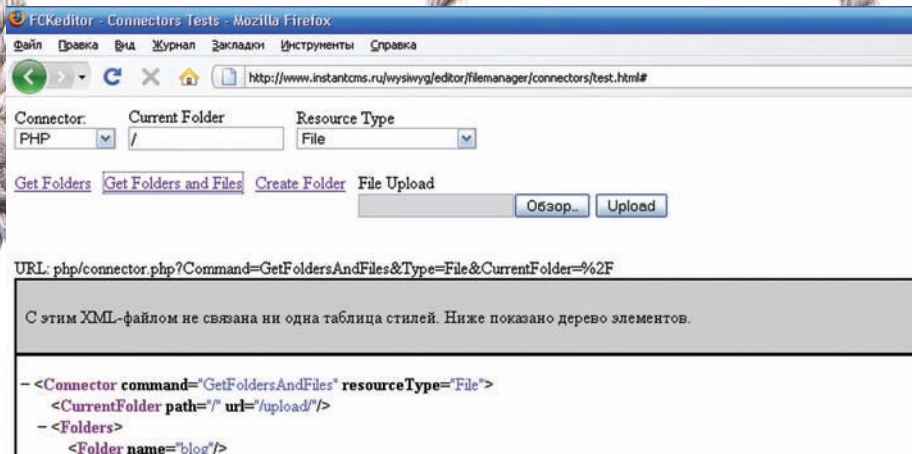 FCKeditor - Connectors Tests - Mozilla Firefox
Файл Правка Вид Журнал Закладки Инструменты Справка
http://www.instantcms.ru/wysiwyg/editor/filemanager/connectors/test.html#
Connector: Current Folder Resource Type
PHP / File
Get Folders Get Folders and Files Create Folder File Upload
Обзор... Upload
URL: php/connector.php?Command=GetFoldersAndFiles&Type=File&CurrentFolder=%2F
С этим XML-файлом не связана ни одна таблица стилей. Ниже показано дерево элементов.
– <Connector command="GetFoldersAndFiles" resourceType="File">
<CurrentFolder path="/" url="/upload/"/>
– <Folders>
<Folder name="blog"/>